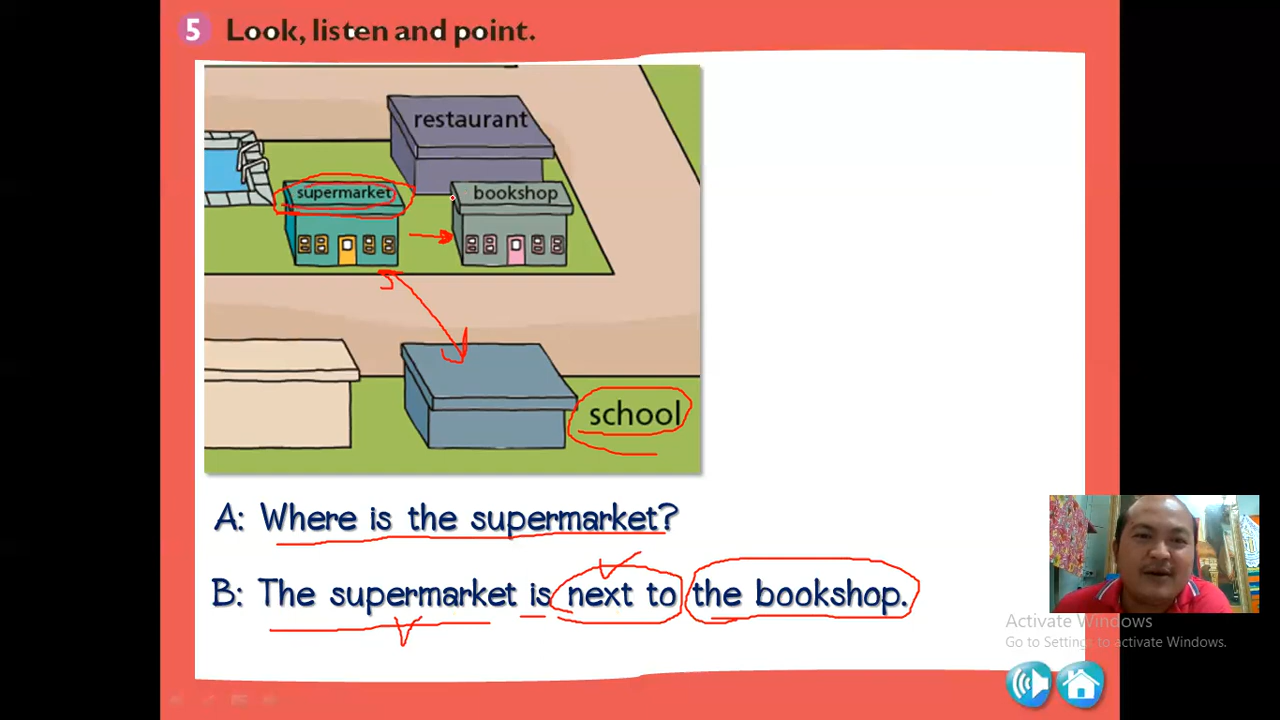 5 Look, listen and point.
restaurant
supermarket bookshop
school
A: Where is the supermarket?
B: The supermarket is next to the bookshop.
Activate Windows
Go to Settings to activate Windows.